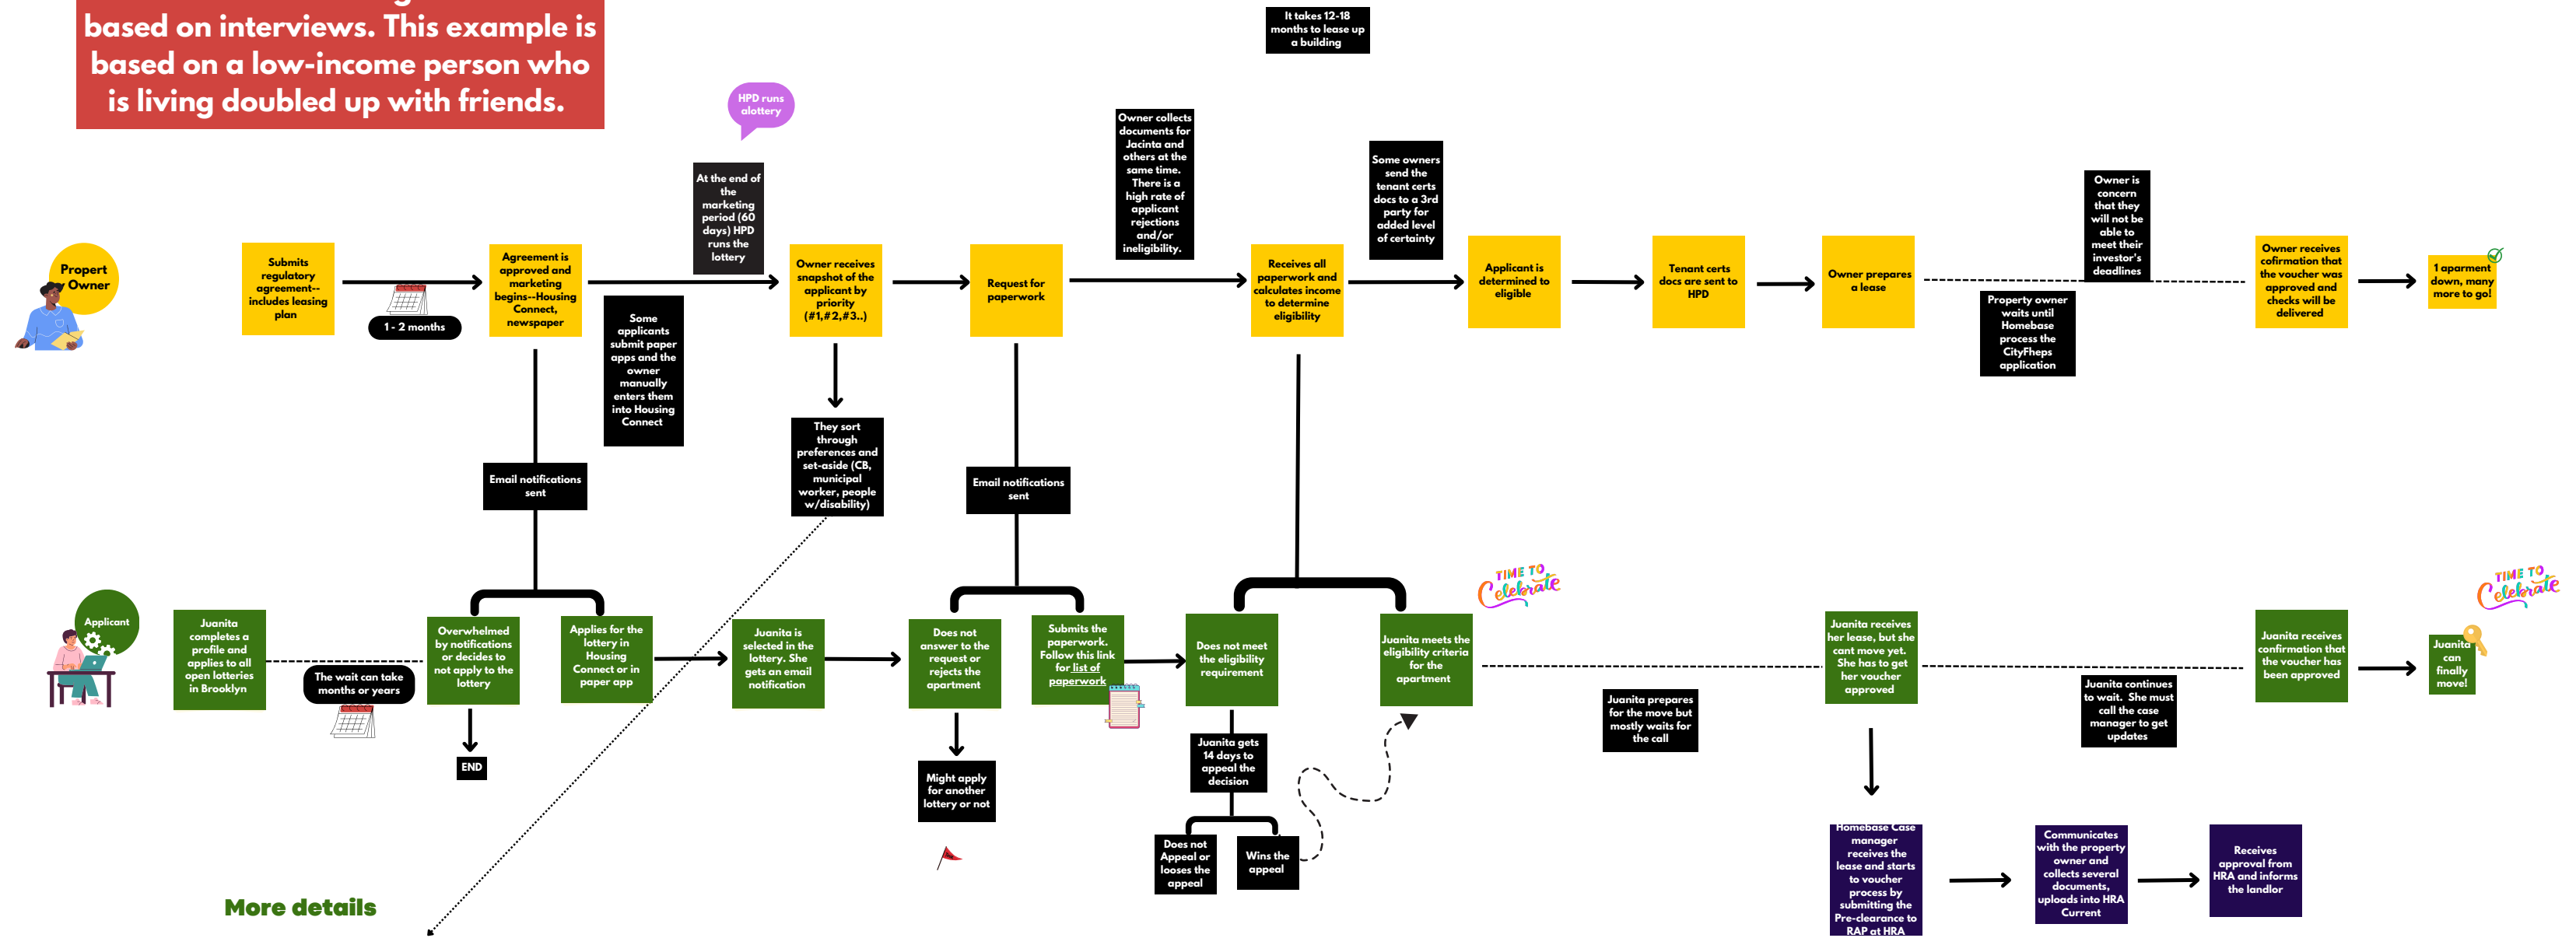 based on interviews. This example is
based on a low-income person who
is living doubled up with friends.
It takes 12-18
months to lease up
a building
HPD runs
alottery
At the end of
the
marketing
period (60
days) HPD
runs the
lottery
Owner collects
documents for
Jacinta and
others at the
same time.
There is a
high rate of
applicant
rejections
and/or
ineligibility.
Some owners
send the
tenant certs
docs to a 3rd
party for
added level
of certainty
Owner is
concern
that they
will not be
able to
meet their
investor's
deadlines
Propert
y Owner
Submits
regulatory
agreement--
includes leasing
plan
1 - 2 months
Agreement is
approved and
marketing
begins--Housing
Connect,
newspaper
Some
applicants
submit paper
apps and the
owner
manually
enters them
into Housing
Connect
Owner receives
snapshot of the
applicant by
priority
(#1,#2,#3..)
Request for
paperwork
Receives all
paperwork and
calculates income
to determine
eligibility
Applicant is
determined to
eligible
Tenant certs
docs are sent to
HPD
Owner prepares
a lease
Property owner
waits until
Homebase
process the
CityFheps
application
Owner receives
cofirmation that
the voucher was
approved and
checks will be
delivered
1 aparment
down, many
more to go!
They sort
through
preferences and
set-aside (CB,
municipal
worker, people
w/disability)
Email notifications
sent
Email notifications
sent
TIME TO
Celebrate
TIME TO
Celebrate
Applicant
Juanita
completes a
profile and
applies to all
open lotteries
in Brooklyn
The wait can take
months or years
Overwhelmed
by notifications
or decides to
not apply to the
lottery
END
Applies for the
lottery in
Housing
Connect or in
paper app
Juanita is
selected in the
lottery. She
gets an email
notification
Does not
answer to the
request or
rejects the
apartment
Might apply
for another
lottery or not
Submits the
paperwork.
Follow this link
for list of
paperwork
Does not meet
the eligibility
requirement
Juanita gets
14 days to
appeal the
decision
Does not
Appeal or
looses the
appeal
Wins the
appeal
Juanita meets the
eligibility criteria
for the
apartment
Juanita prepares
for the move but
mostly waits for
the call
Juanita receives
her lease, but she
cant move yet.
She has to get
her voucher
approved
Juanita continues
to wait. She must
call the case
manager to get
updates
Juanita receives
confirmation that
the voucher has
been approved
Juanita
can
finally
move!
Homebase Case
manager
receives the
lease and starts
to voucher
process by
submitting the
Pre-clearance to
RAP at HRA
Communicates
with the property
owner and
collects several
documents,
uploads into HRA
Current
Receives
approval from
HRA and informs
the landlor
More details